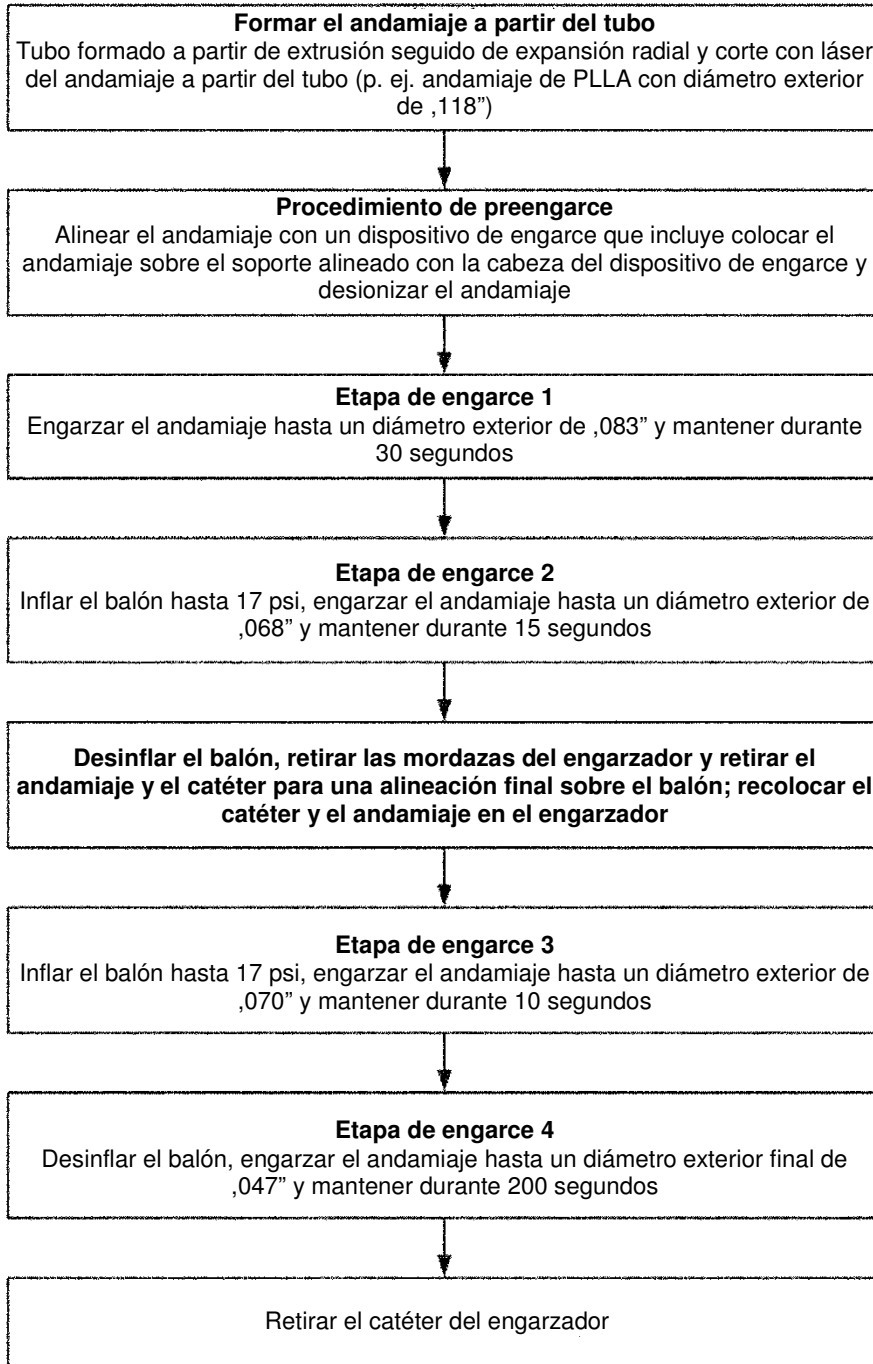 Formar el andamiaje a partir del tubo
Tubo formado a partir de extrusión seguido de expansión radial y corte con láser
del andamiaje a partir del tubo (p. ej. andamiaje de PLLA con diámetro exterior
de ,118”)
Procedimiento de preengarce
Alinear el andamiaje con un dispositivo de engarce que incluye colocar el
andamiaje sobre el soporte alineado con la cabeza del dispositivo de engarce y
desionizar el andamiaje
Etapa de engarce 1
Engarzar el andamiaje hasta un diámetro exterior de ,083” y mantener durante
30 segundos
Etapa de engarce 2
Inflar el balón hasta 17 psi, engarzar el andamiaje hasta un diámetro exterior de
,068” y mantener durante 15 segundos
Desinflar el balón, retirar las mordazas del engarzador y retirar el
andamiaje y el catéter para una alineación final sobre el balón; recolocar el
catéter y el andamiaje en el engarzador
Etapa de engarce 3
Inflar el balón hasta 17 psi, engarzar el andamiaje hasta un diámetro exterior de
,070” y mantener durante 10 segundos
Etapa de engarce 4
Desinflar el balón, engarzar el andamiaje hasta un diámetro exterior final de
,047” y mantener durante 200 segundos
Retirar el catéter del engarzador